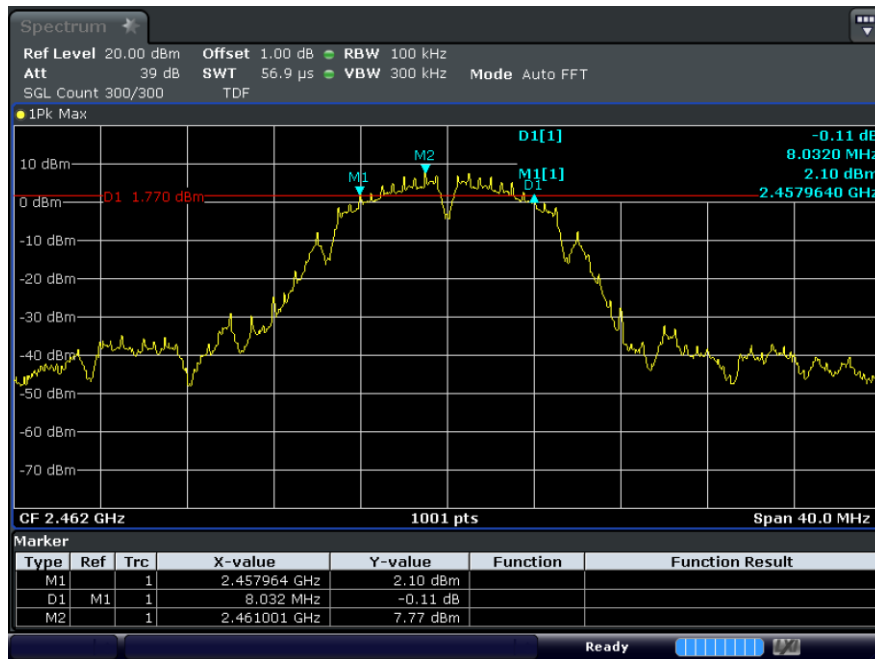 Spectrum
Ref Level 20.00 dBm Offset 1.00 dB RBW 100 kHz
Att 39 dB SWT 56.9 µs VBW 300 kHz Mode Auto FFT
SGL Count 300/300 TDF
1Pk Max
D1[1] -0.11 dB
8.0320 MHz
M1[1] 2.10 dBm
2.4579640 GHz
M1
M2
D1
10 dBm
D1 1.770 dBm
0 dBm
-10 dBm
-20 dBm
-30 dBm
-40 dBm
-50 dBm
-60 dBm
-70 dBm
CF 2.462 GHz 1001 pts Span 40.0 MHz
Marker
Type Ref Trc X-value Y-value Function Function Result
M1 1 2.457964 GHz 2.10 dBm
D1 M1 1 8.032 MHz -0.11 dB
M2 1 2.461001 GHz 7.77 dBm
Ready